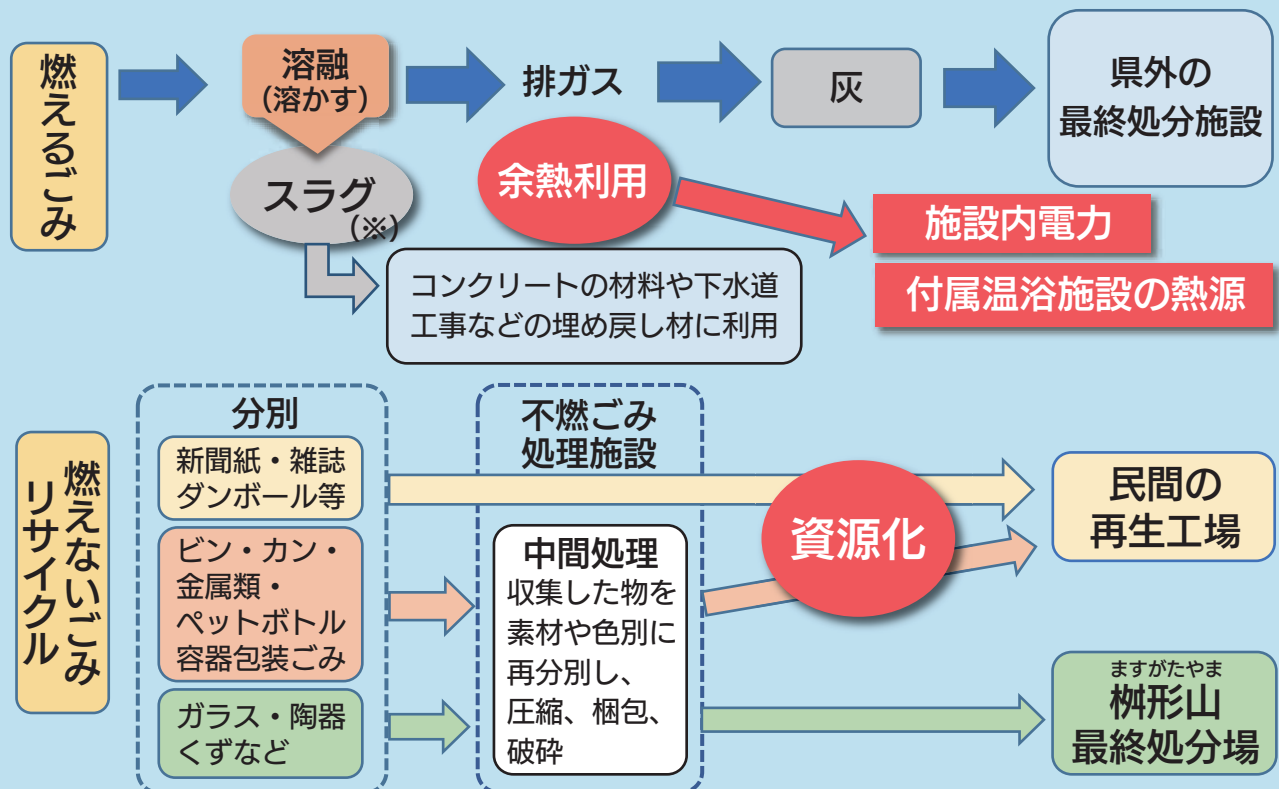 燃えるごみ
溶融
（溶かす）
スラグ
（※）
コンクリートの材料や下水道
工事などの埋め戻し材に利用
排ガス
余熱利用
施設内電力
付属温浴施設の熱源
灰
県外の
最終処分施設
燃えないごみ
リサイクル
分別
新聞紙・雑誌
ダンボール等
ビン・カン・
金属類・
ペットボトル
容器包装ごみ
ガラス・陶器
くずなど
不燃ごみ
処理施設
中間処理
収集した物を
素材や色別に
再分別し、
圧縮、梱包、
破砕
資源化
民間の
再生工場
ますがたやま
桝形山
最終処分場